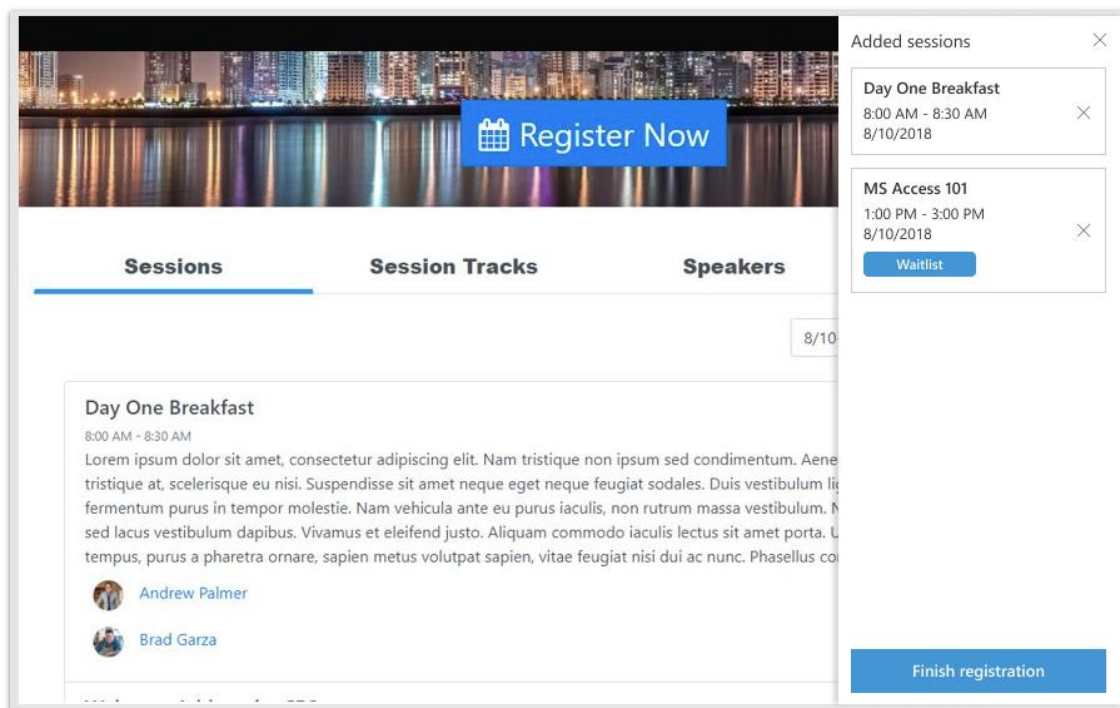 Register Now
Sessions
Session Tracks
Speakers
8/10
Day One Breakfast
8:00 AM - 8:30 AM
Lorem ipsum dolor sit amet, consectetur adipiscing elit. Nam tristique non ipsum sed condimentum. Aene
tristique at, scelerisque eu nisi. Suspendisse sit amet neque eget neque feugiat sodales. Duis vestibulum
fermentum purus in tempor molestie. Nam vehicula ante eu purus iaculis, non rutrum massa vestibulum.
sed lacus vestibulum dapibus. Vivamus et eleifend justo. Aliquam commodo iaculis lectus sit amet porta.
tempus, purus a pharetra ornare, sapien metus volutpat sapien, vitae feugiat nisi dui ac nunc. Phasellus
Andrew Palmer
Brad Garza
Added sessions
Day One Breakfast
8:00 AM - 8:30 AM
8/10/2018
MS Access 101
1:00 PM - 3:00 PM
8/10/2018
Waitlist
Finish registration